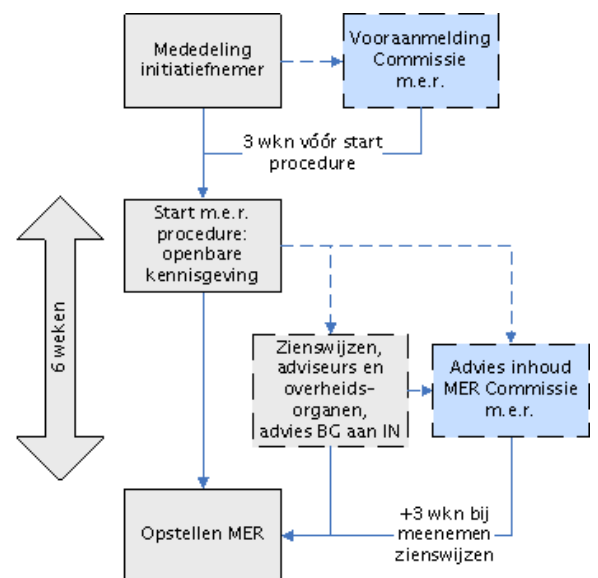 Mededeling
initiatiefnemer
Vooraanmelding
Commissie
m.e.r.
3 wkn vóór start
procedure
Start m.e.r.
procedure:
openbare
kennisgeving
6 weken
Zienswijzen,
adviseurs en
overheids-
organen,
advies BG aan IN
Advies inhoud
MER Commissie
m.e.r.
Opstellen MER
+3 wkn bij
meenemen
zienswijzen